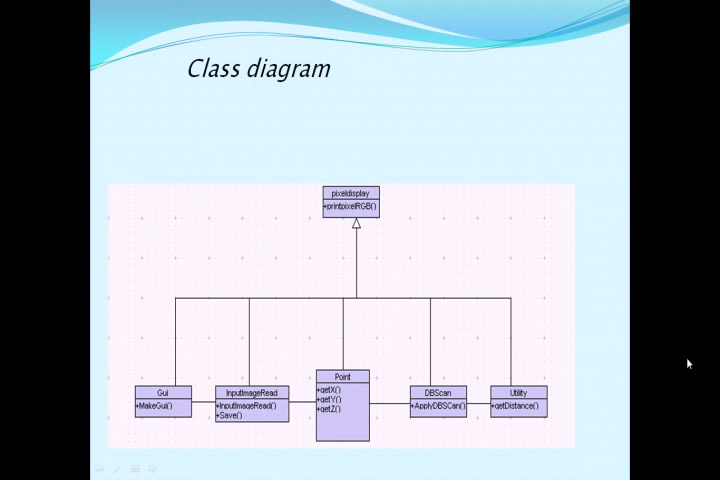 Class diagram
pixeldisplay
+printpixelRGB()
Gui
+MakeGui()
InputImageRead
+InputImageRead()
+Save()
Point
+getX()
+getY()
+getZ()
DBScan
+ApplyDBSCan()
Utility
+getDistance()